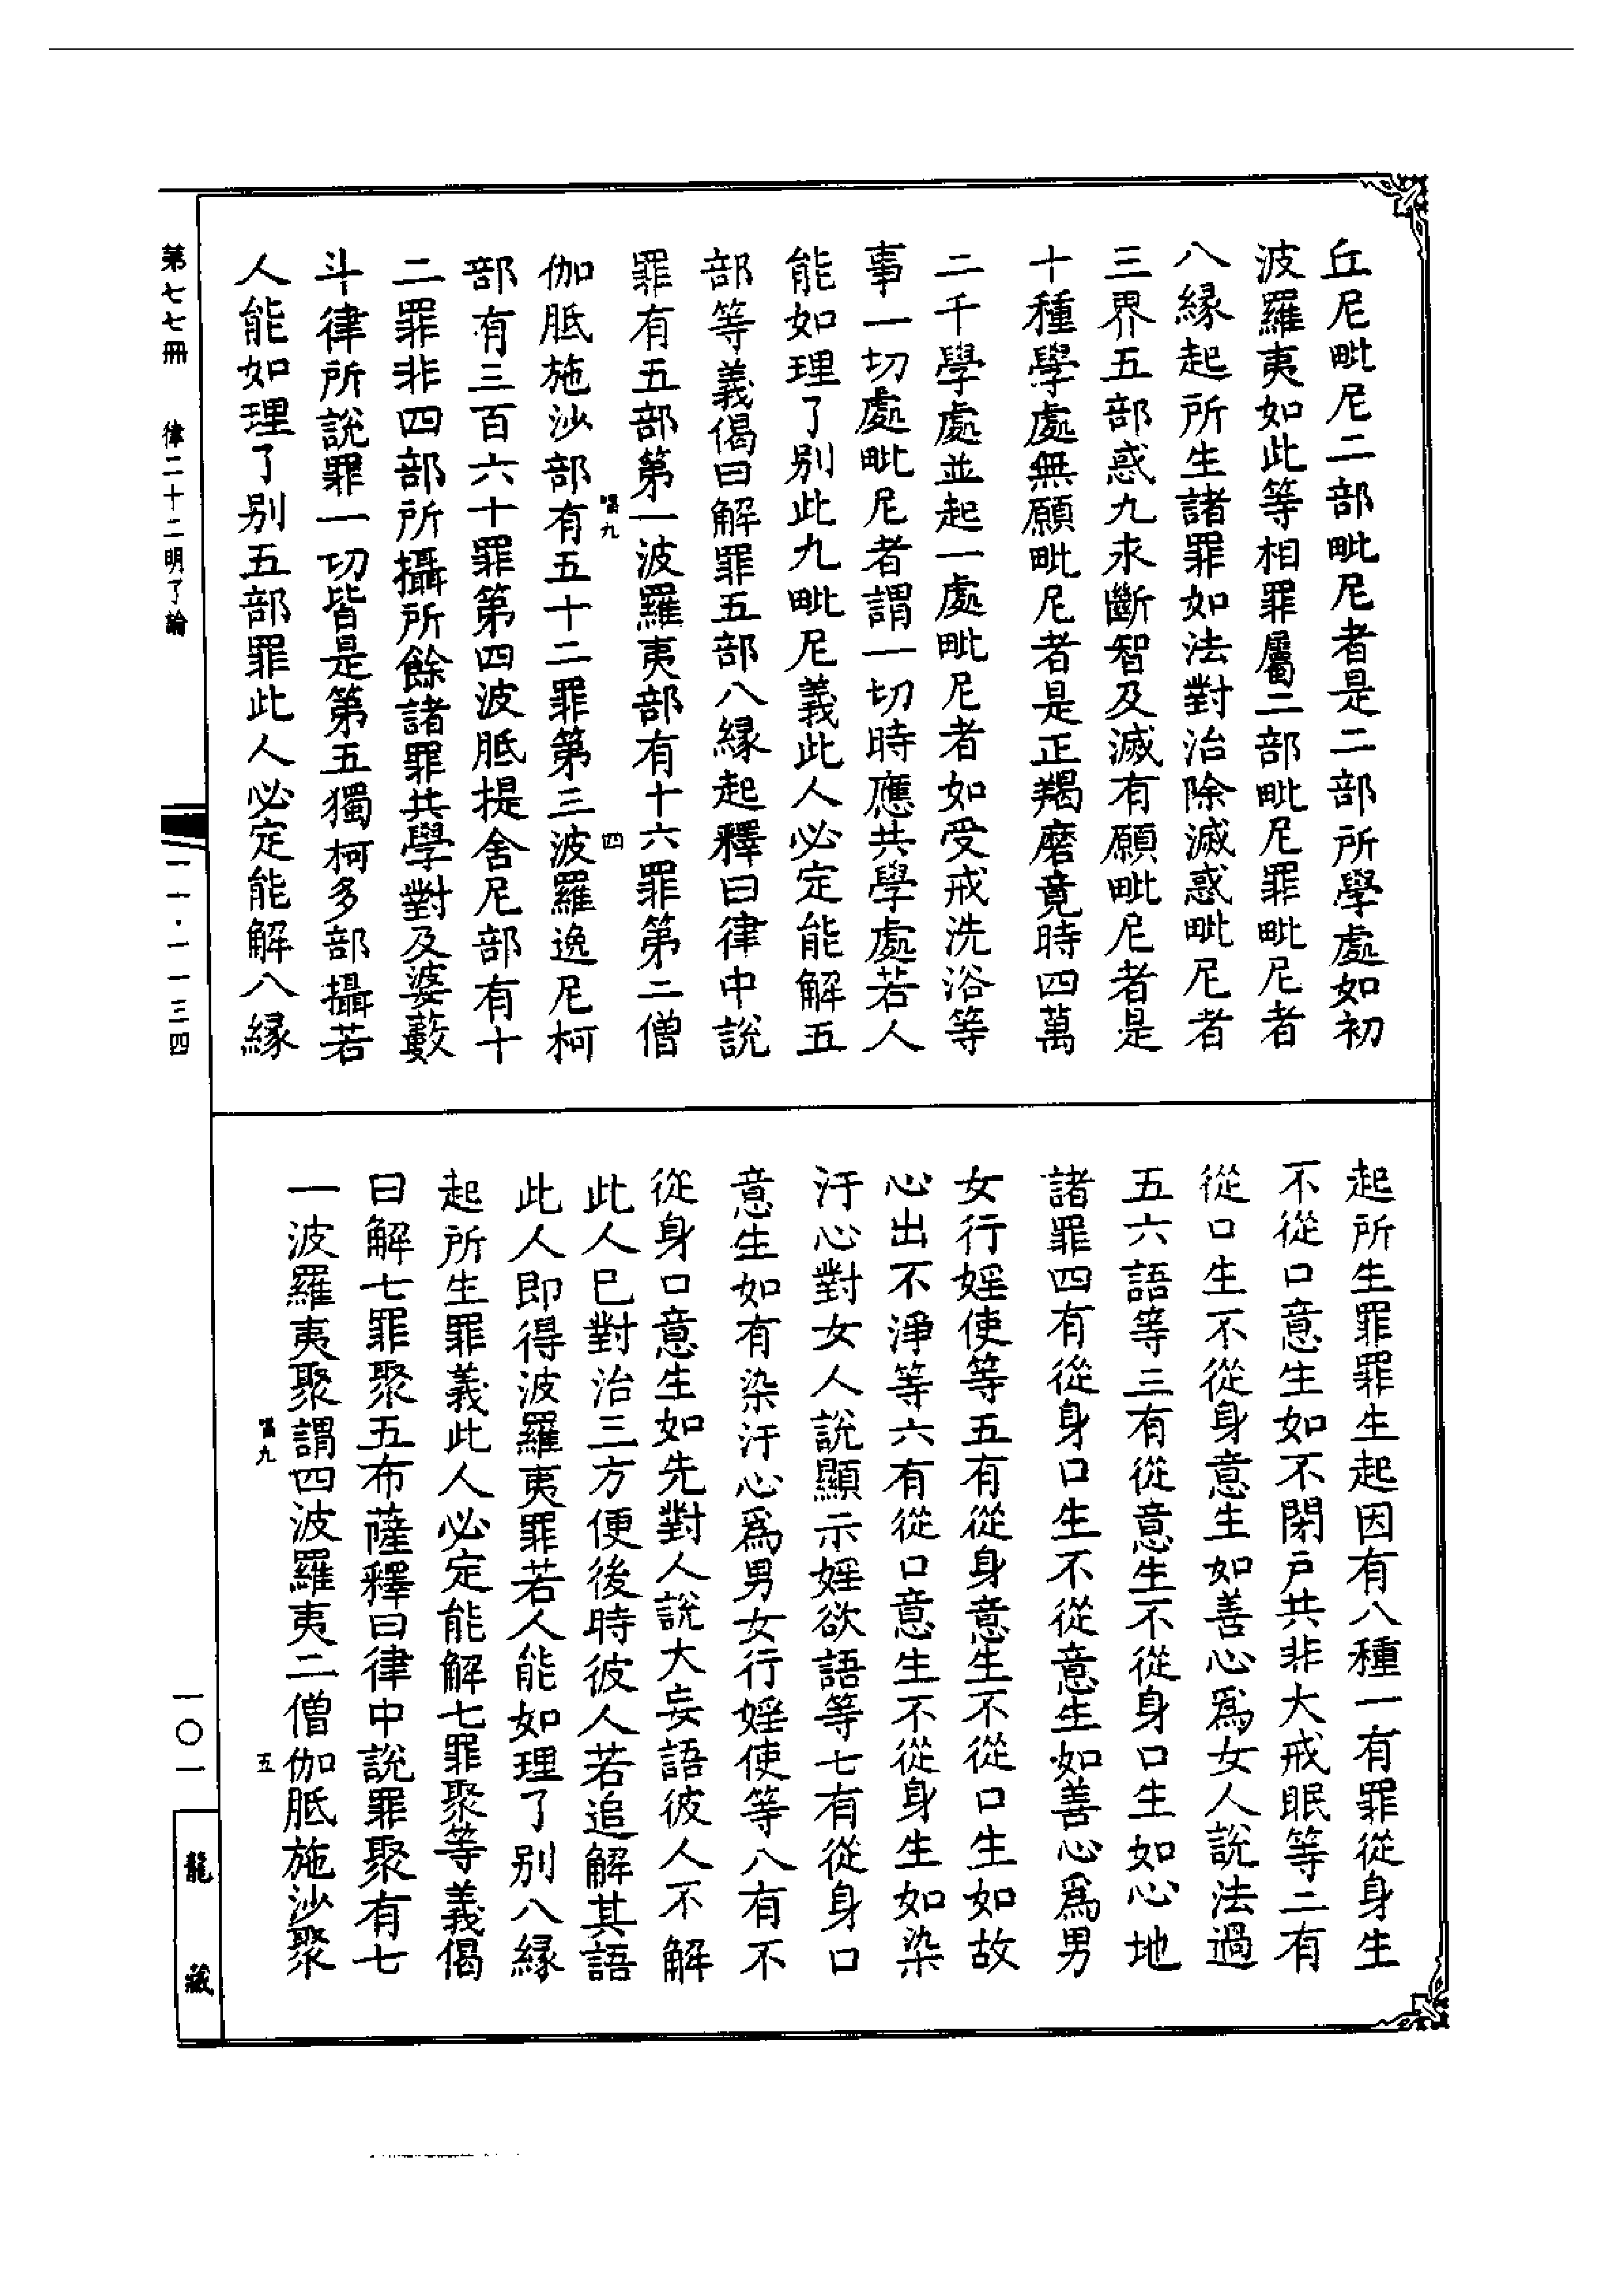 丘尼毗尼二部毗尼者是二部所學處如初
波羅夷如此等相罪屬二部毗尼罪毗尼者
八緣起所生諸罪如法對治除滅惑毗尼者
三界五部惑九求斷智及滅有願毗尼者是
十種學處無願毗尼者是正羯磨竟時四萬
二千學處並起一處毗尼者如受戒洗浴等
事一切處毗尼者謂一切時應共學處若人
能如理了別此九毗尼義此人必定能解五
部等義偈曰解罪五部八緣起釋曰律中說
罪有五部第一波羅夷部有十六罪第二僧
伽胝施沙部有五十二罪第三波羅逸尼柯
部有三百六十罪第四波胝提舍尼部有十
二罪非四部所攝所餘諸罪共學對及婆藪
斗律所說罪一切皆是第五獨柯多部攝若
人能如理了別五部罪此人必定能解八緣
起所生罪罪生起因有八種一有罪從身生
不從口意生如不閉戶共非大戒眠等二有
從口生不從身意生如善心爲女人說法過
五六語等三有從意生不從身口生如心地
諸罪四有從身口生不從意生如善心爲男
女行婬使等五有從身意生不從口生如故
心出不淨等六有從口意生不從身生如染
汙心對女人說顯示婬欲語等七有從身口
意生如有染汙心爲男女行婬使等八有不
從身口意生如先對人說大妄語彼人不解
此人巳對治三方便後時彼人若追解其語
此人即得波羅夷罪若人能如理了別八緣
起所生罪義此人必定能解七罪聚等義偈
曰解七罪聚五布薩釋曰律中說罪聚有七
一波羅夷聚謂四波羅夷二僧伽胝施沙聚
九
四
九
五
第七七冊 律二十二明了論
一一·一一三四
一〇一
龍藏